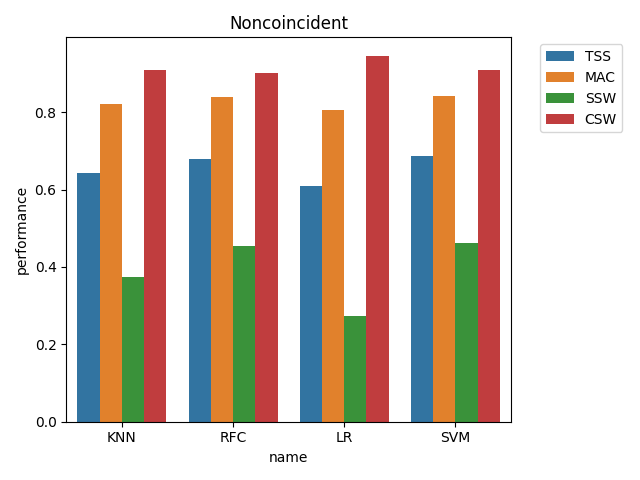 Noncoincident
TSS
MAC
SSW
CSW
performance
0.8
0.6
0.4
0.2
0.0
KNN RFC LR SVM
name